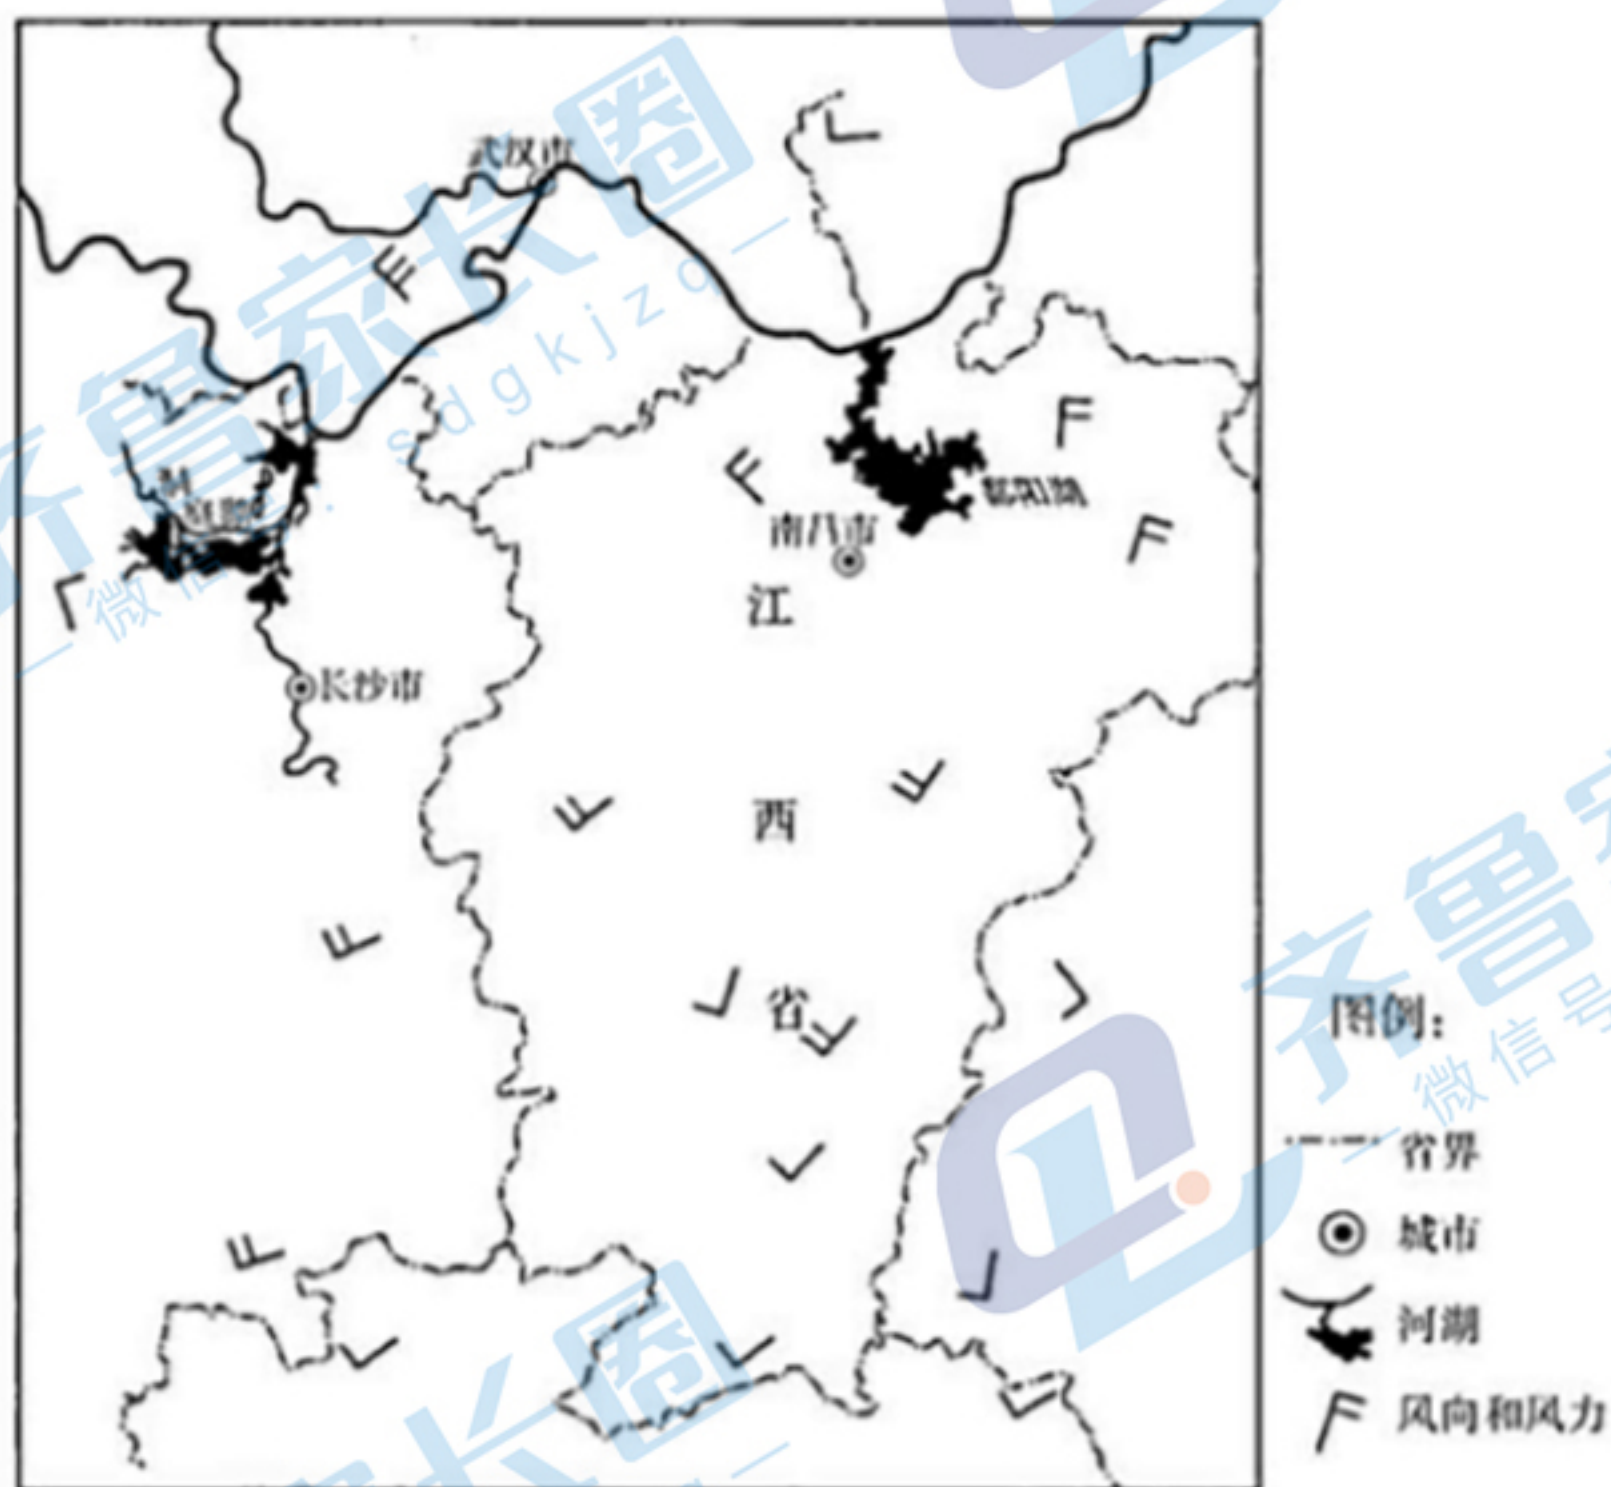 武汉市
洞
庭湖
鄱阳湖
南昌市
江
长沙市
西
省
图例：
省界
城市
河湖
风向和风力
齐鲁家长圈
sdgkjzq
微信号